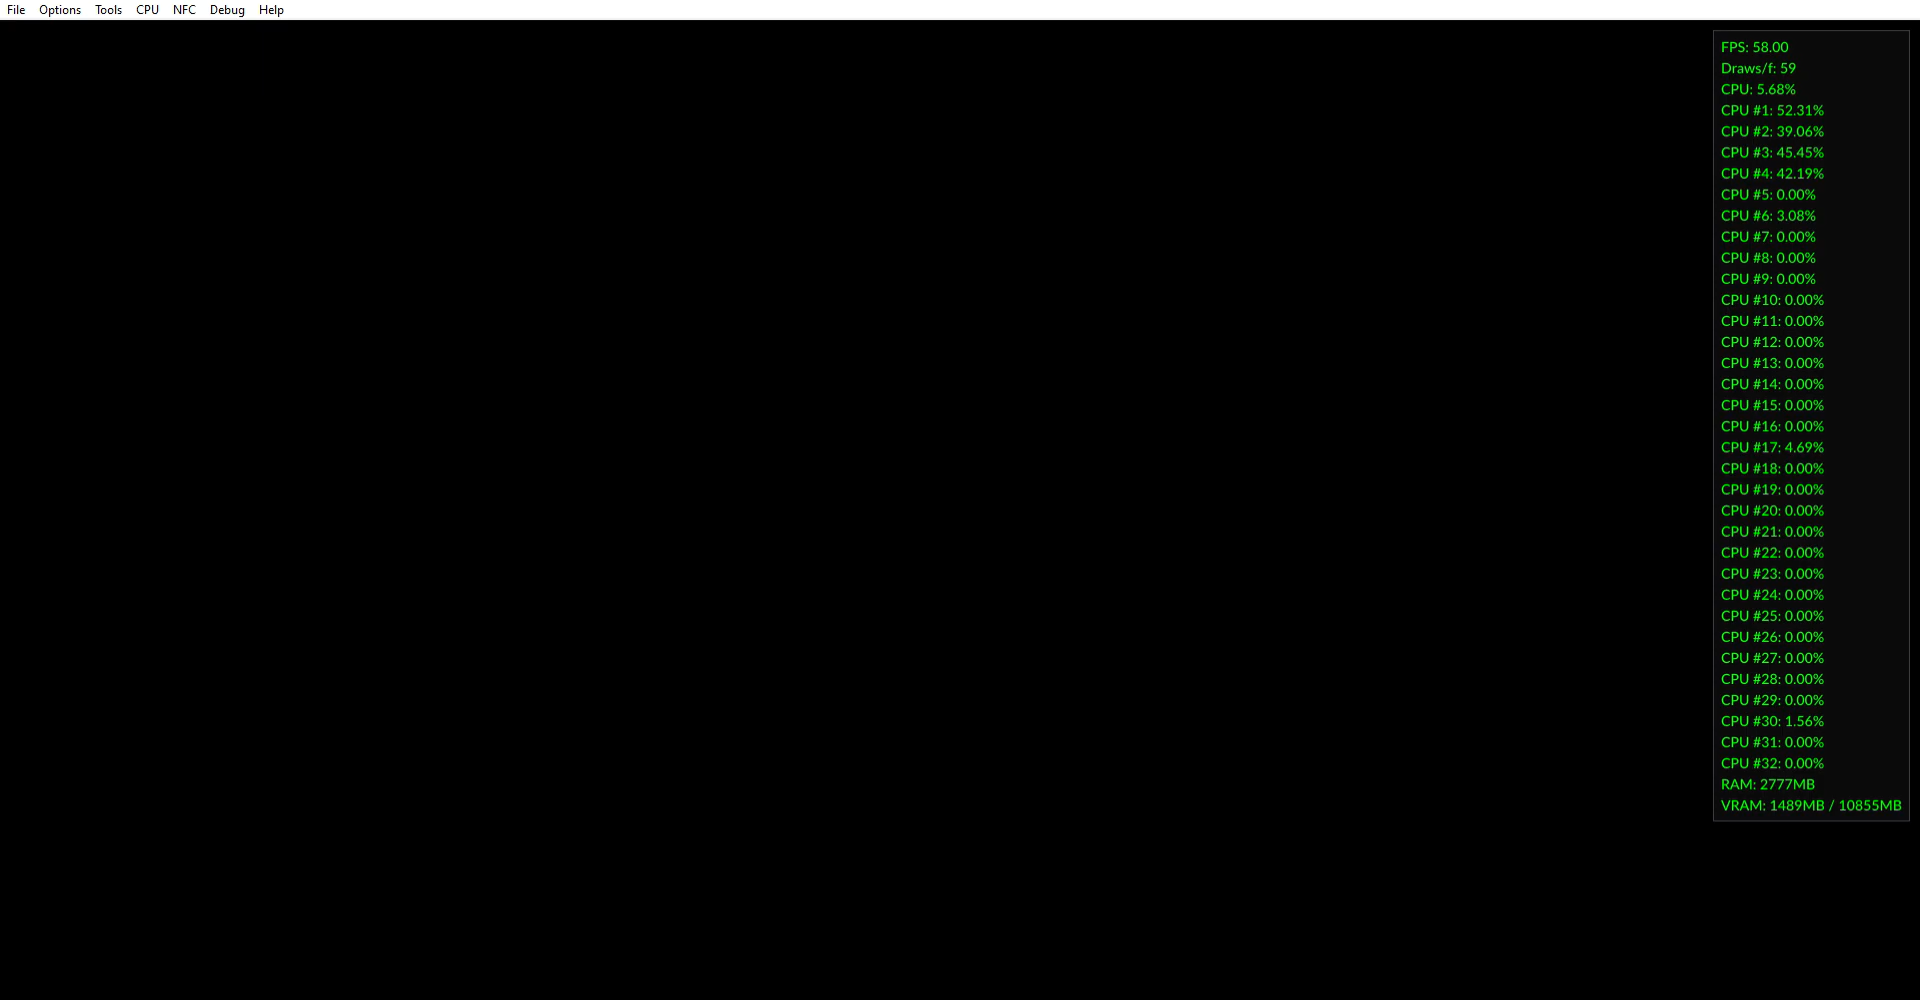 File Options Tools CPU NFC Debug Help
FPS: 58.00
Draws/f: 59
CPU: 5.68%
CPU #1: 52.31%
CPU #2: 39.06%
CPU #3: 45.45%
CPU #4: 42.19%
CPU #5: 0.00%
CPU #6: 3.08%
CPU #7: 0.00%
CPU #8: 0.00%
CPU #9: 0.00%
CPU #10: 0.00%
CPU #11: 0.00%
CPU #12: 0.00%
CPU #13: 0.00%
CPU #14: 0.00%
CPU #15: 0.00%
CPU #16: 0.00%
CPU #17: 4.69%
CPU #18: 0.00%
CPU #19: 0.00%
CPU #20: 0.00%
CPU #21: 0.00%
CPU #22: 0.00%
CPU #23: 0.00%
CPU #24: 0.00%
CPU #25: 0.00%
CPU #26: 0.00%
CPU #27: 0.00%
CPU #28: 0.00%
CPU #29: 0.00%
CPU #30: 1.56%
CPU #31: 0.00%
CPU #32: 0.00%
RAM: 2777MB
VRAM: 1489MB / 10855MB